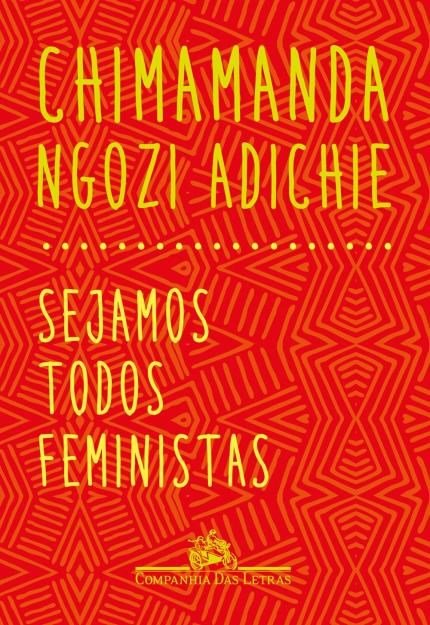 CHIMAMANDA
NGOZI ADICHIE
SEJAMOS
TODOS
FEMINISTAS
COMPANHIA DAS LETRAS